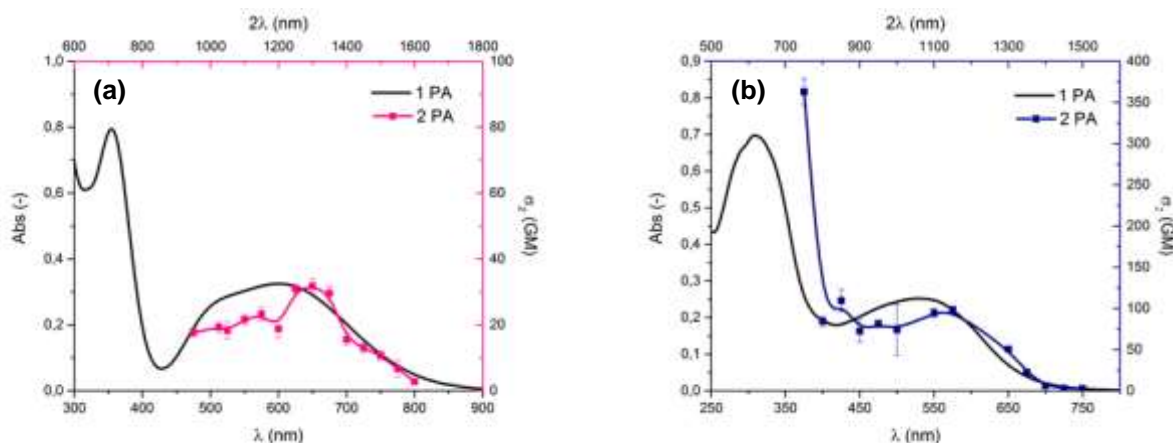 2λ (nm)
600 800 1000 1200 1400 1600 1800
1,0
0,8
0,6
0,4
0,2
0,0
Abs (-)
(a)
1 PA
2 PA
100
80
60
40
20
0
σ2 (GM)
300 400 500 600 700 800 900
λ (nm)
2λ (nm)
500 700 900 1100 1300 1500
0,9
0,8
0,7
0,6
0,5
0,4
0,3
0,2
0,1
0,0
Abs (-)
(b)
1 PA
2 PA
400
350
300
250
200
150
100
50
0
σ2 (GM)
250 350 450 550 650 750
λ (nm)